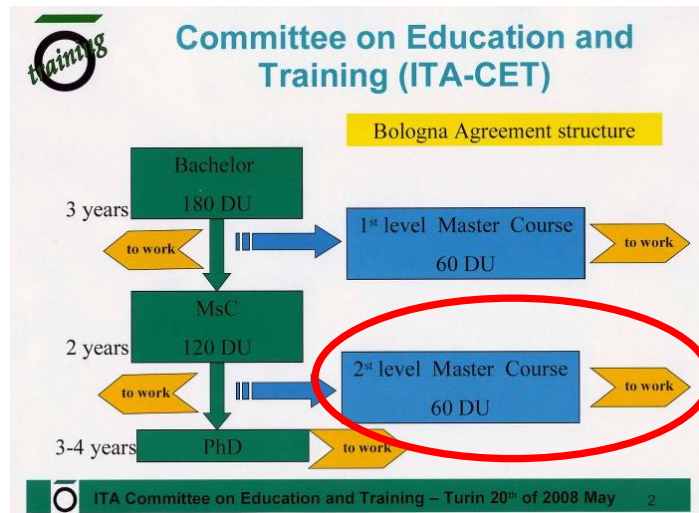 training
Committee on Education and
Training (ITA-CET)
Bologna Agreement structure
Bachelor
180 DU
3 years
to work
1st level Master Course
60 DU
to work
MsC
120 DU
2 years
to work
2st level Master Course
60 DU
to work
3-4 years
PhD
to work
ITA Committee on Education and Training – Turin 20th of 2008 May 2